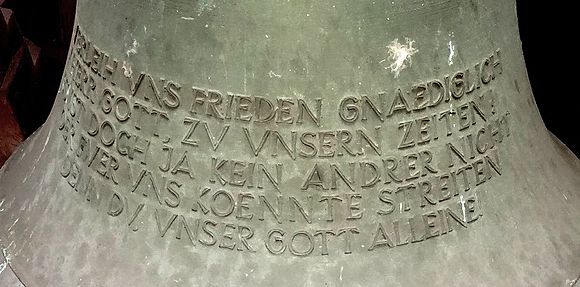 VERLEIH VNS FRIEDEN GNAEDIGLICH
HERR GOTT, ZV VNSERN ZEITEN!
IST DOCH JA KEIN ANDRER NICHT
DER FVER VNS KOENNTE STREITEN
DENN DV, VNSER GOTT ALLEINE!